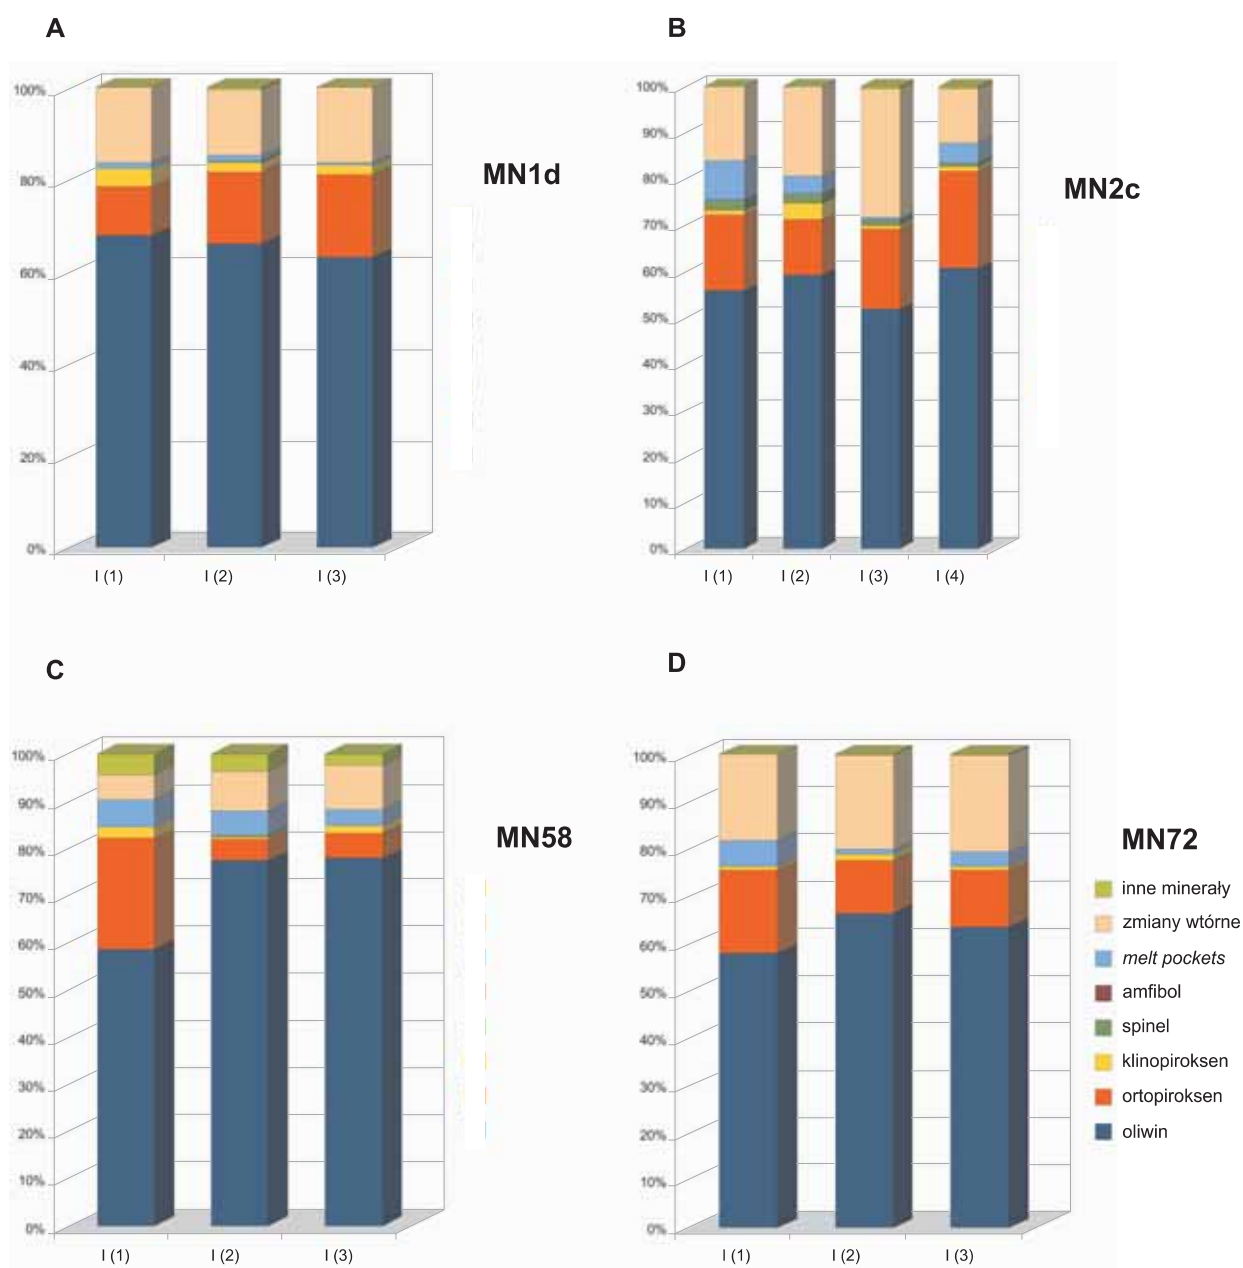 A
100%
80%
60%
40%
20%
0%
I (1) I (2) I (3)
MN1d
B
100%
90%
80%
70%
60%
50%
40%
30%
20%
10%
0%
I (1) I (2) I (3) I (4)
MN2c
C
100%
90%
80%
70%
60%
50%
40%
30%
20%
10%
0%
I (1) I (2) I (3)
MN58
D
100%
90%
80%
70%
60%
50%
40%
30%
20%
10%
0%
I (1) I (2) I (3)
MN72
inne minerały
zmiany wtórne
melt pockets
amfibol
spinel
klinopiroksen
ortopiroksen
oliwin